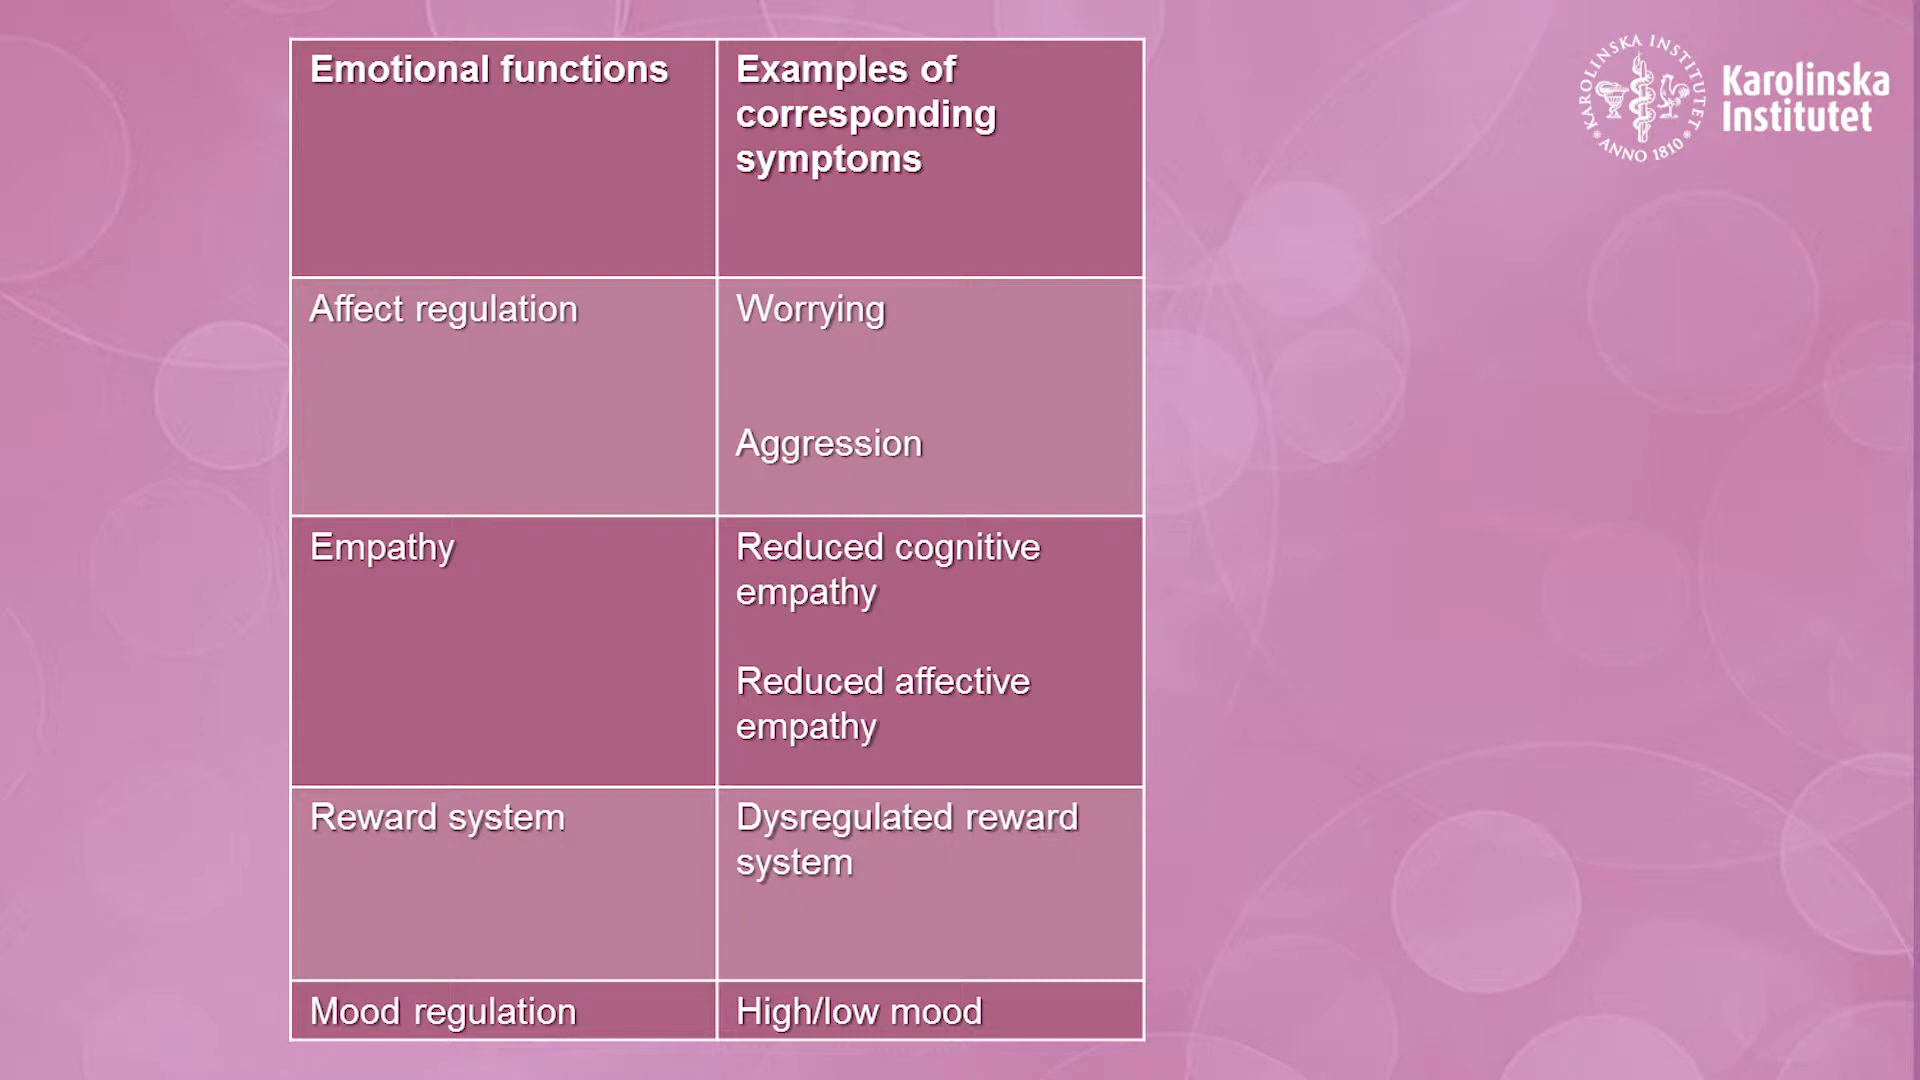 Emotional functions
Examples of
corresponding
symptoms
Affect regulation
Worrying
Aggression
Empathy
Reduced cognitive
empathy
Reduced affective
empathy
Reward system
Dysregulated reward
system
Mood regulation
High/low mood
KAROLINSKA INSTITUTET
ANNO 1810
Karolinska
Institutet